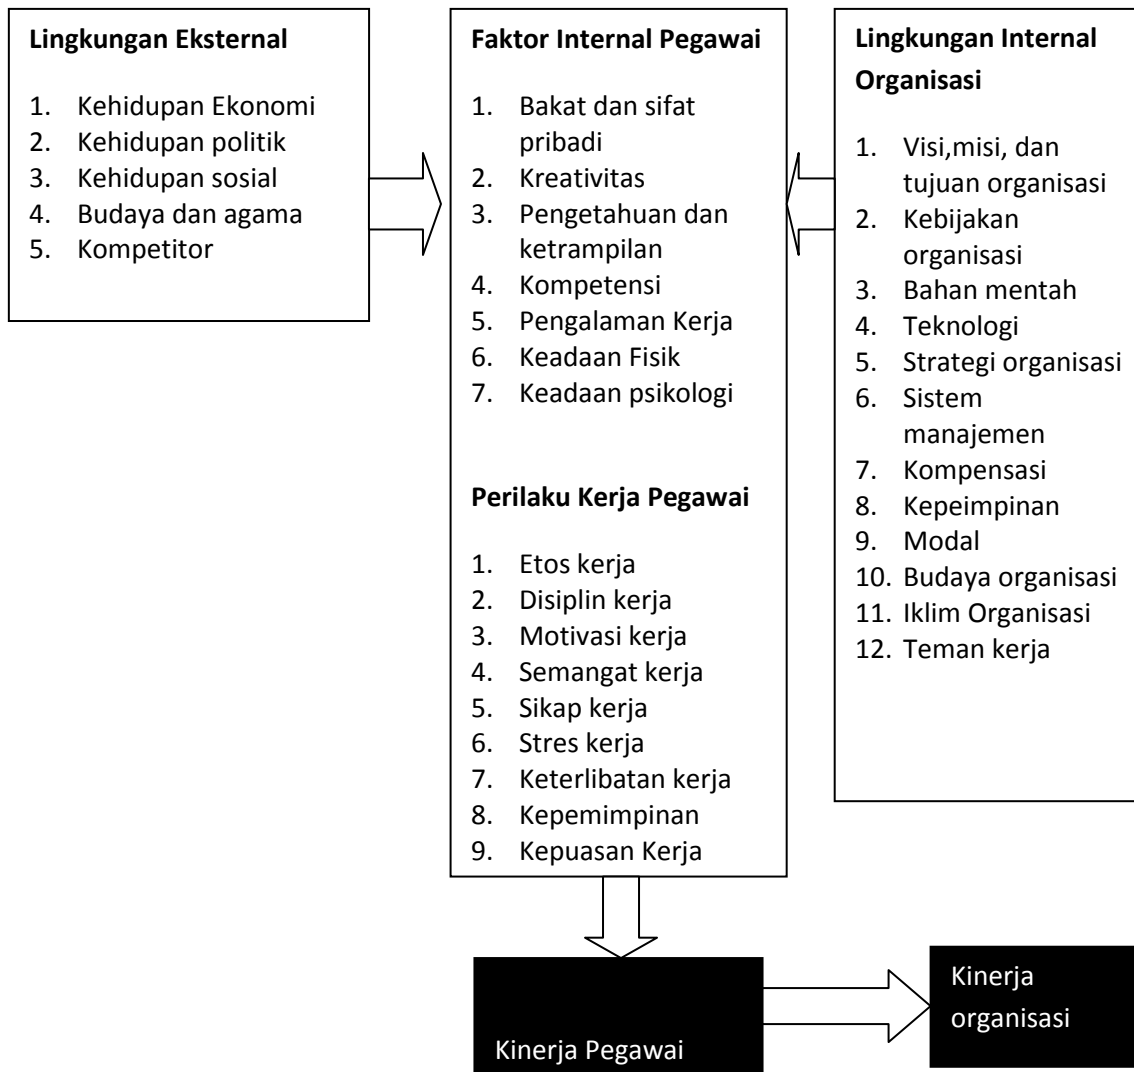 Lingkungan Eksternal
1. Kehidupan Ekonomi
2. Kehidupan politik
3. Kehidupan sosial
4. Budaya dan agama
5. Kompetitor
Faktor Internal Pegawai
1. Bakat dan sifat
pribadi
2. Kreativitas
3. Pengetahuan dan
ketrampilan
4. Kompetensi
5. Pengalaman Kerja
6. Keadaan Fisik
7. Keadaan psikologi
Perilaku Kerja Pegawai
1. Etos kerja
2. Disiplin kerja
3. Motivasi kerja
4. Semangat kerja
5. Sikap kerja
6. Stres kerja
7. Keterlibatan kerja
8. Kepemimpinan
9. Kepuasan Kerja
Lingkungan Internal
Organisasi
1. Visi,misi, dan
tujuan organisasi
2. Kebijakan
organisasi
3. Bahan mentah
4. Teknologi
5. Strategi organisasi
6. Sistem
manajemen
7. Kompensasi
8. Kepeimpinan
9. Modal
10. Budaya organisasi
11. Iklim Organisasi
12. Teman kerja
Kinerja Pegawai
Kinerja
organisasi